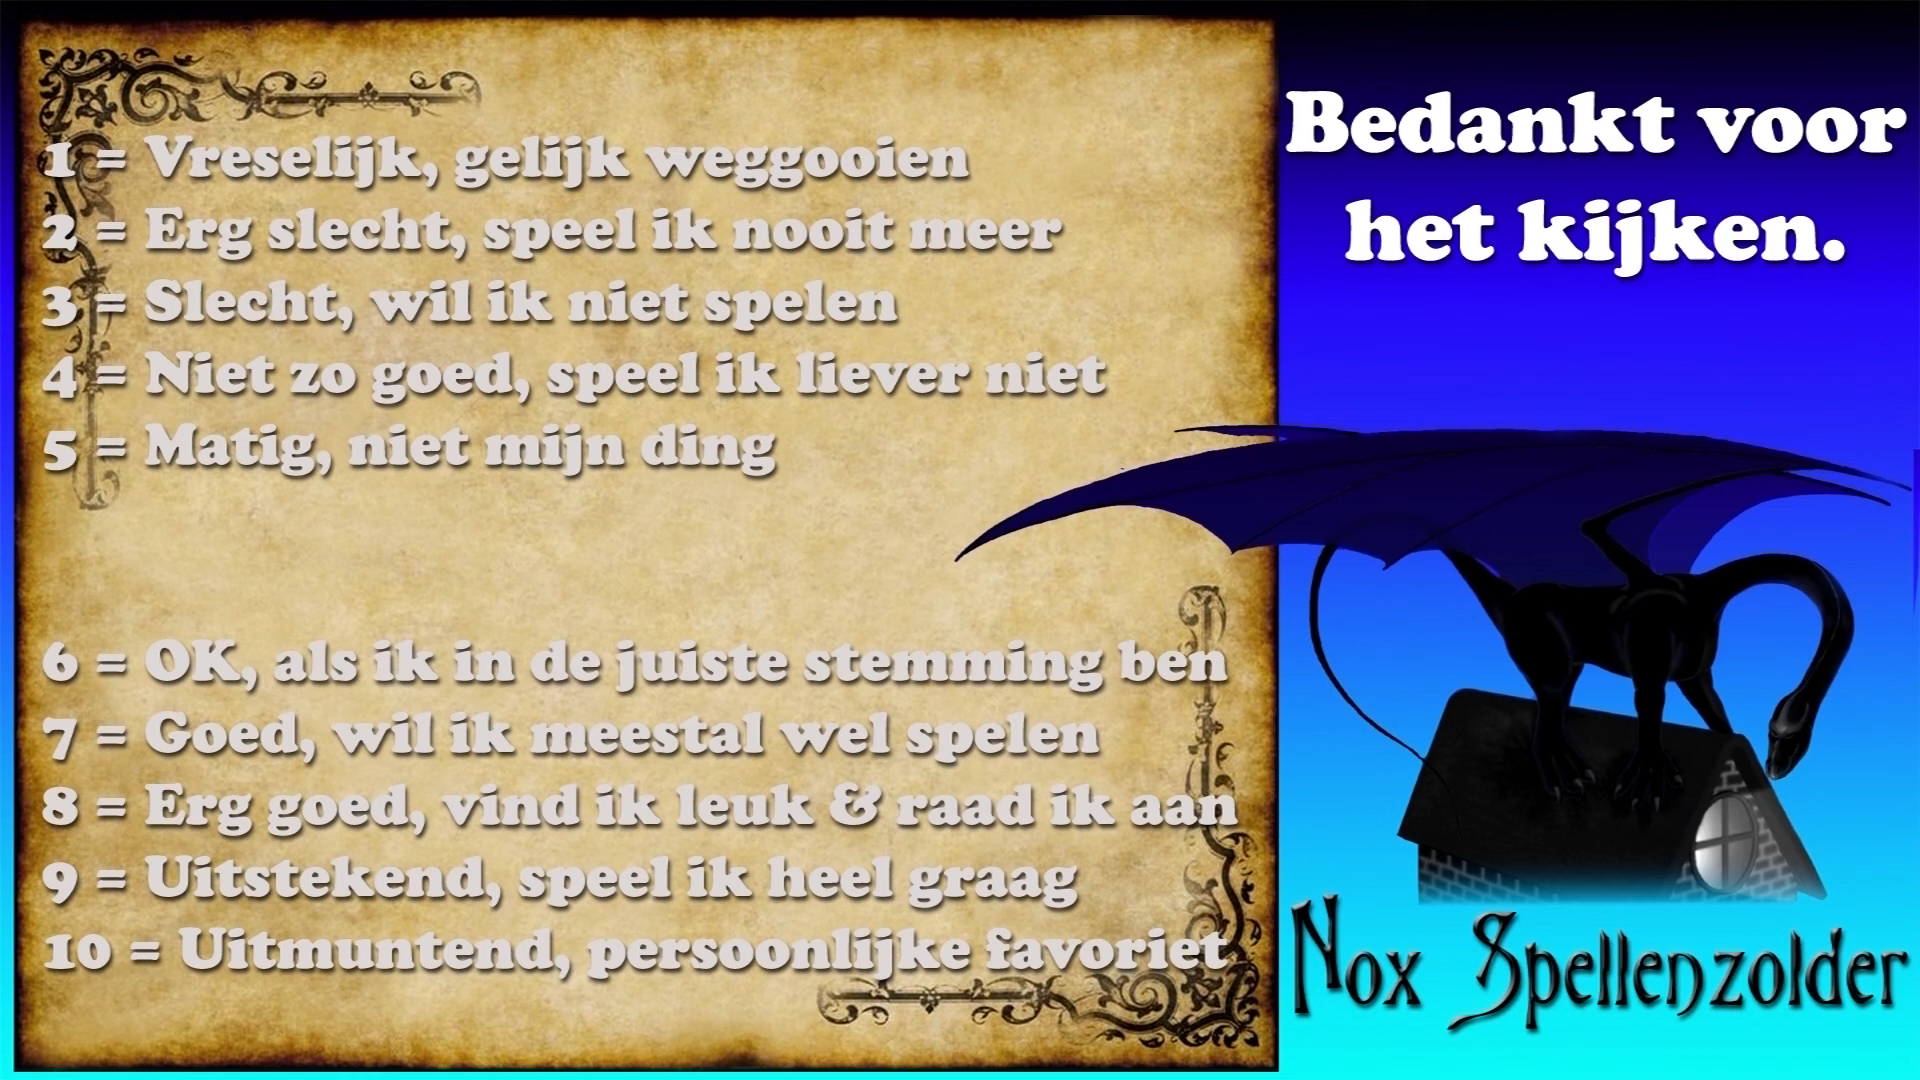 1 = Vreselijk, gelijk weggooien
2 = Erg slecht, speel ik nooit meer
3 = Slecht, wil ik niet spelen
4 = Niet zo goed, speel ik liever niet
5 = Matig, niet mijn ding
6 = OK, als ik in de juiste stemming ben
7 = Goed, wil ik meestal wel spelen
8 = Erg goed, vind ik leuk & raad ik aan
9 = Uitstekend, speel ik heel graag
10 = Uitmuntend, persoonlijke favoriet
Bedankt voor
het kijken.
Nox Spellenzolder